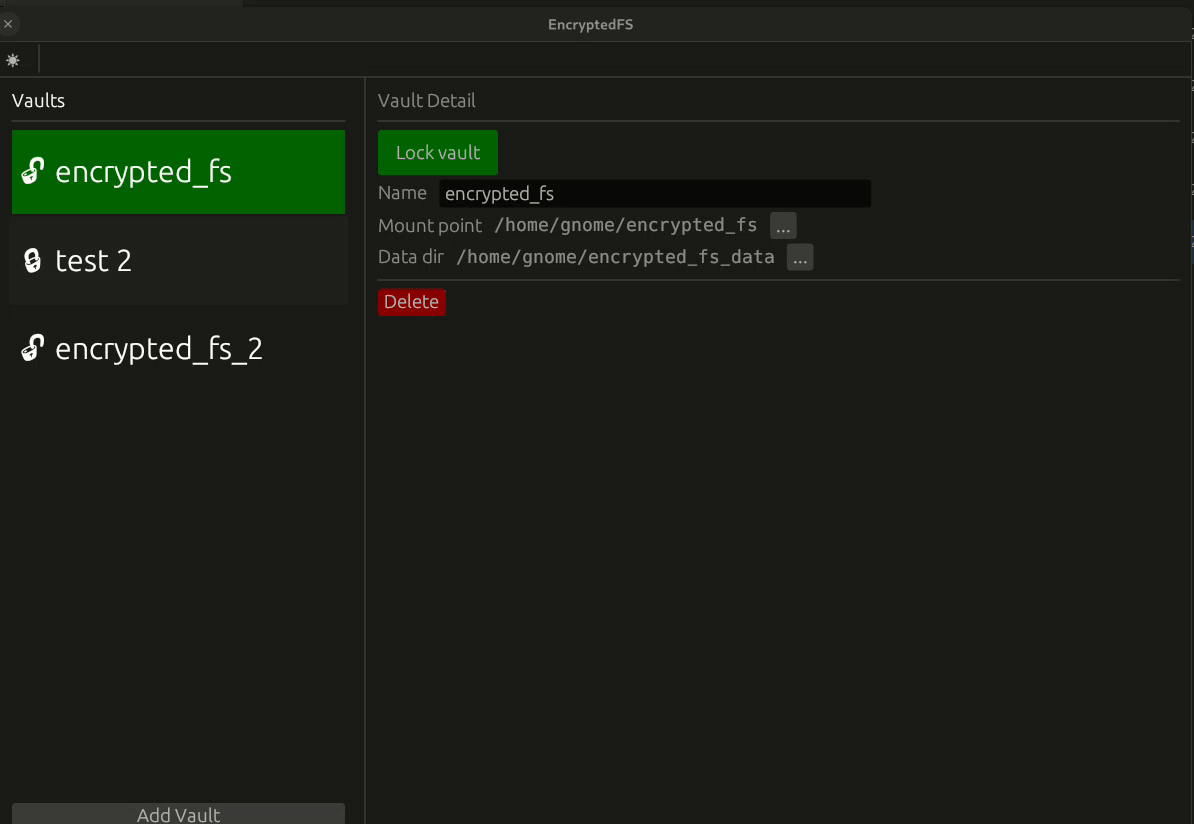 EncryptedFS
Vaults
encrypted_fs
test 2
encrypted_fs_2
Add Vault
Vault Detail
Lock vault
Name encrypted_fs
Mount point /home/gnome/encrypted_fs ...
Data dir /home/gnome/encrypted_fs_data ...
Delete